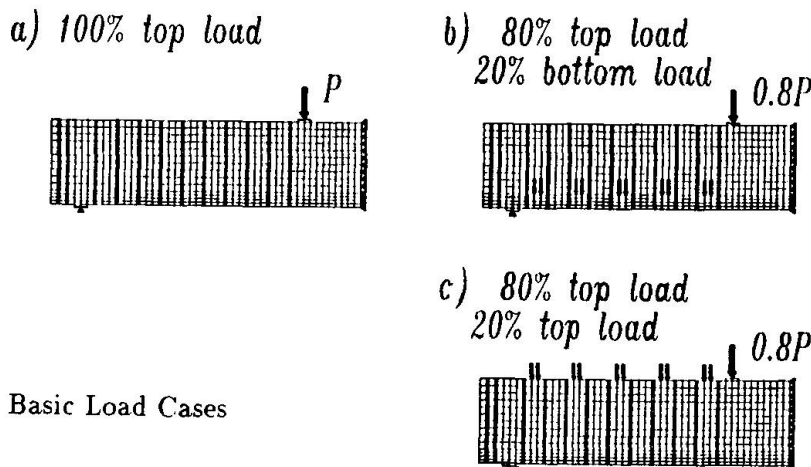 a) 100% top load
P
b) 80% top load
20% bottom load
0.8P
c) 80% top load
20% top load
0.8P
Basic Load Cases